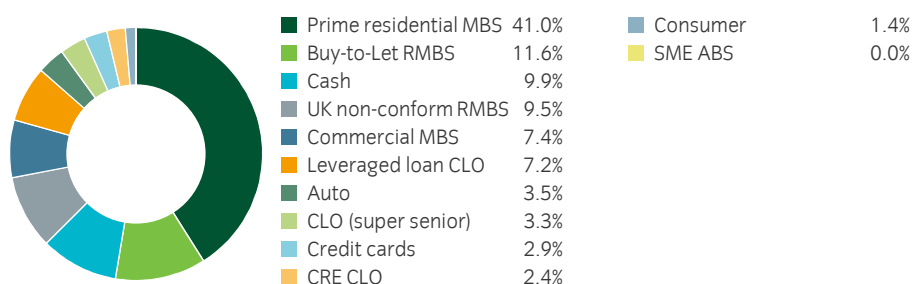 Prime residential MBS 41.0%
Buy-to-Let RMBS 11.6%
Cash 9.9%
UK non-conform RMBS 9.5%
Commercial MBS 7.4%
Leveraged loan CLO 7.2%
Auto 3.5%
CLO (super senior) 3.3%
Credit cards 2.9%
CRE CLO 2.4%
Consumer 1.4%
SME ABS 0.0%